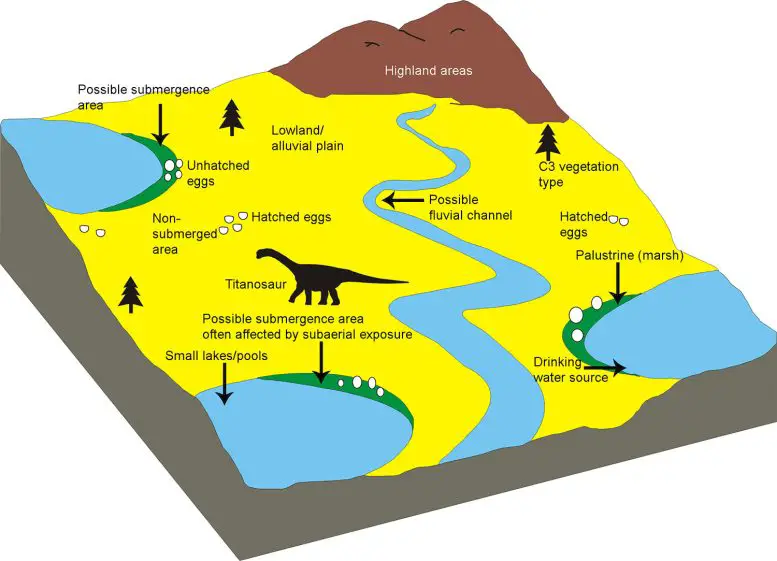 Highland areas
Possible submergence
area
Lowland/
alluvial plain
Unhatched
eggs
C3 vegetation
type
Possible
fluvial channel
Non-
submerged
area
Hatched eggs
Hatched
eggs
Palustrine (marsh)
Titanosaur
Possible submergence area
often affected by subaerial exposure
Small lakes/pools
Drinking
water source